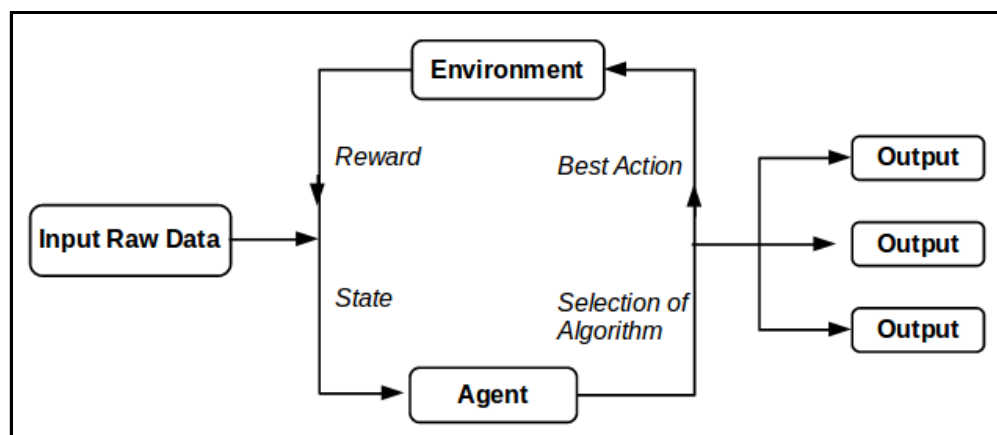 Environment
Reward
Best Action
Output
Input Raw Data
Output
State
Selection of
Algorithm
Output
Agent